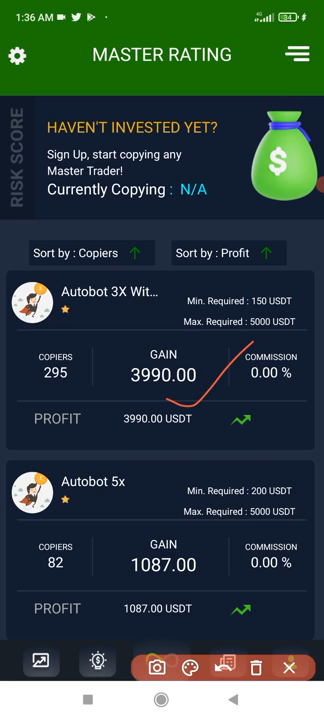 1:36 AM
4G
84
MASTER RATING
RISK SCORE
HAVEN'T INVESTED YET?
Sign Up, start copying any
Master Trader!
Currently Copying : N/A
$
Sort by : Copiers
Sort by : Profit
Autobot 3X Wit...
Min. Required : 150 USDT
Max. Required : 5000 USDT
COPIERS
295
GAIN
3990.00
COMMISSION
0.00 %
PROFIT
3990.00 USDT
Autobot 5x
Min. Required : 200 USDT
Max. Required : 5000 USDT
COPIERS
82
GAIN
1087.00
COMMISSION
0.00 %
PROFIT
1087.00 USDT